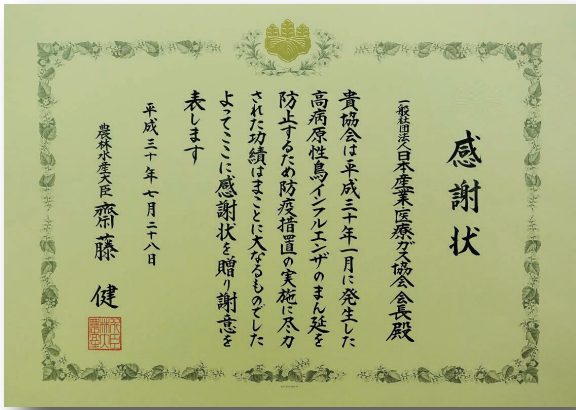 感謝状
一般社団法人日本産業・医療ガス協会 会長 殿
貴協会は平成三十年一月に発生した
高病原性鳥インフルエンザのまん延を
防止するため防疫措置の実施に尽力
された功績はまことに大なるものでした
よってここに感謝状を贈り謝意を
表します
平成三十年七月二十八日
農林水産大臣 齋藤 健